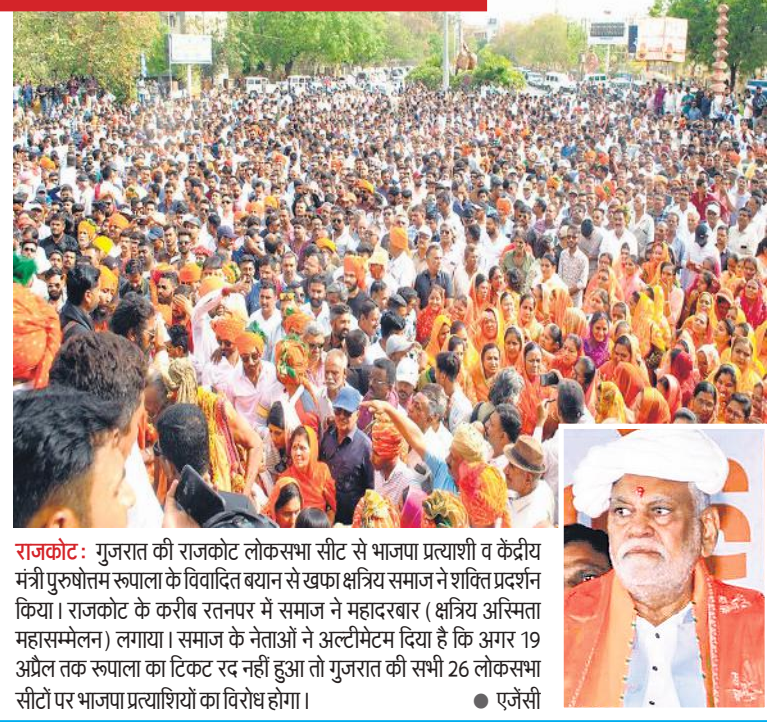 राजकोट: गुजरात की राजकोट लोकसभा सीट से भाजपा प्रत्याशी व केंद्रीय
मंत्री पुरुषोत्तम रूपाला के विवादित बयान से खफा क्षत्रिय समाज ने शक्ति प्रदर्शन
किया। राजकोट के करीब रतनपर में समाज ने महादरबार (क्षत्रिय अस्मिता
महासम्मेलन) लगाया। समाज के नेताओं ने अल्टीमेटम दिया है कि अगर 19
अप्रैल तक रूपाला का टिकट रद नहीं हुआ तो गुजरात की सभी 26 लोकसभा
सीटों पर भाजपा प्रत्याशियों का विरोध होगा। ● एजेंसी